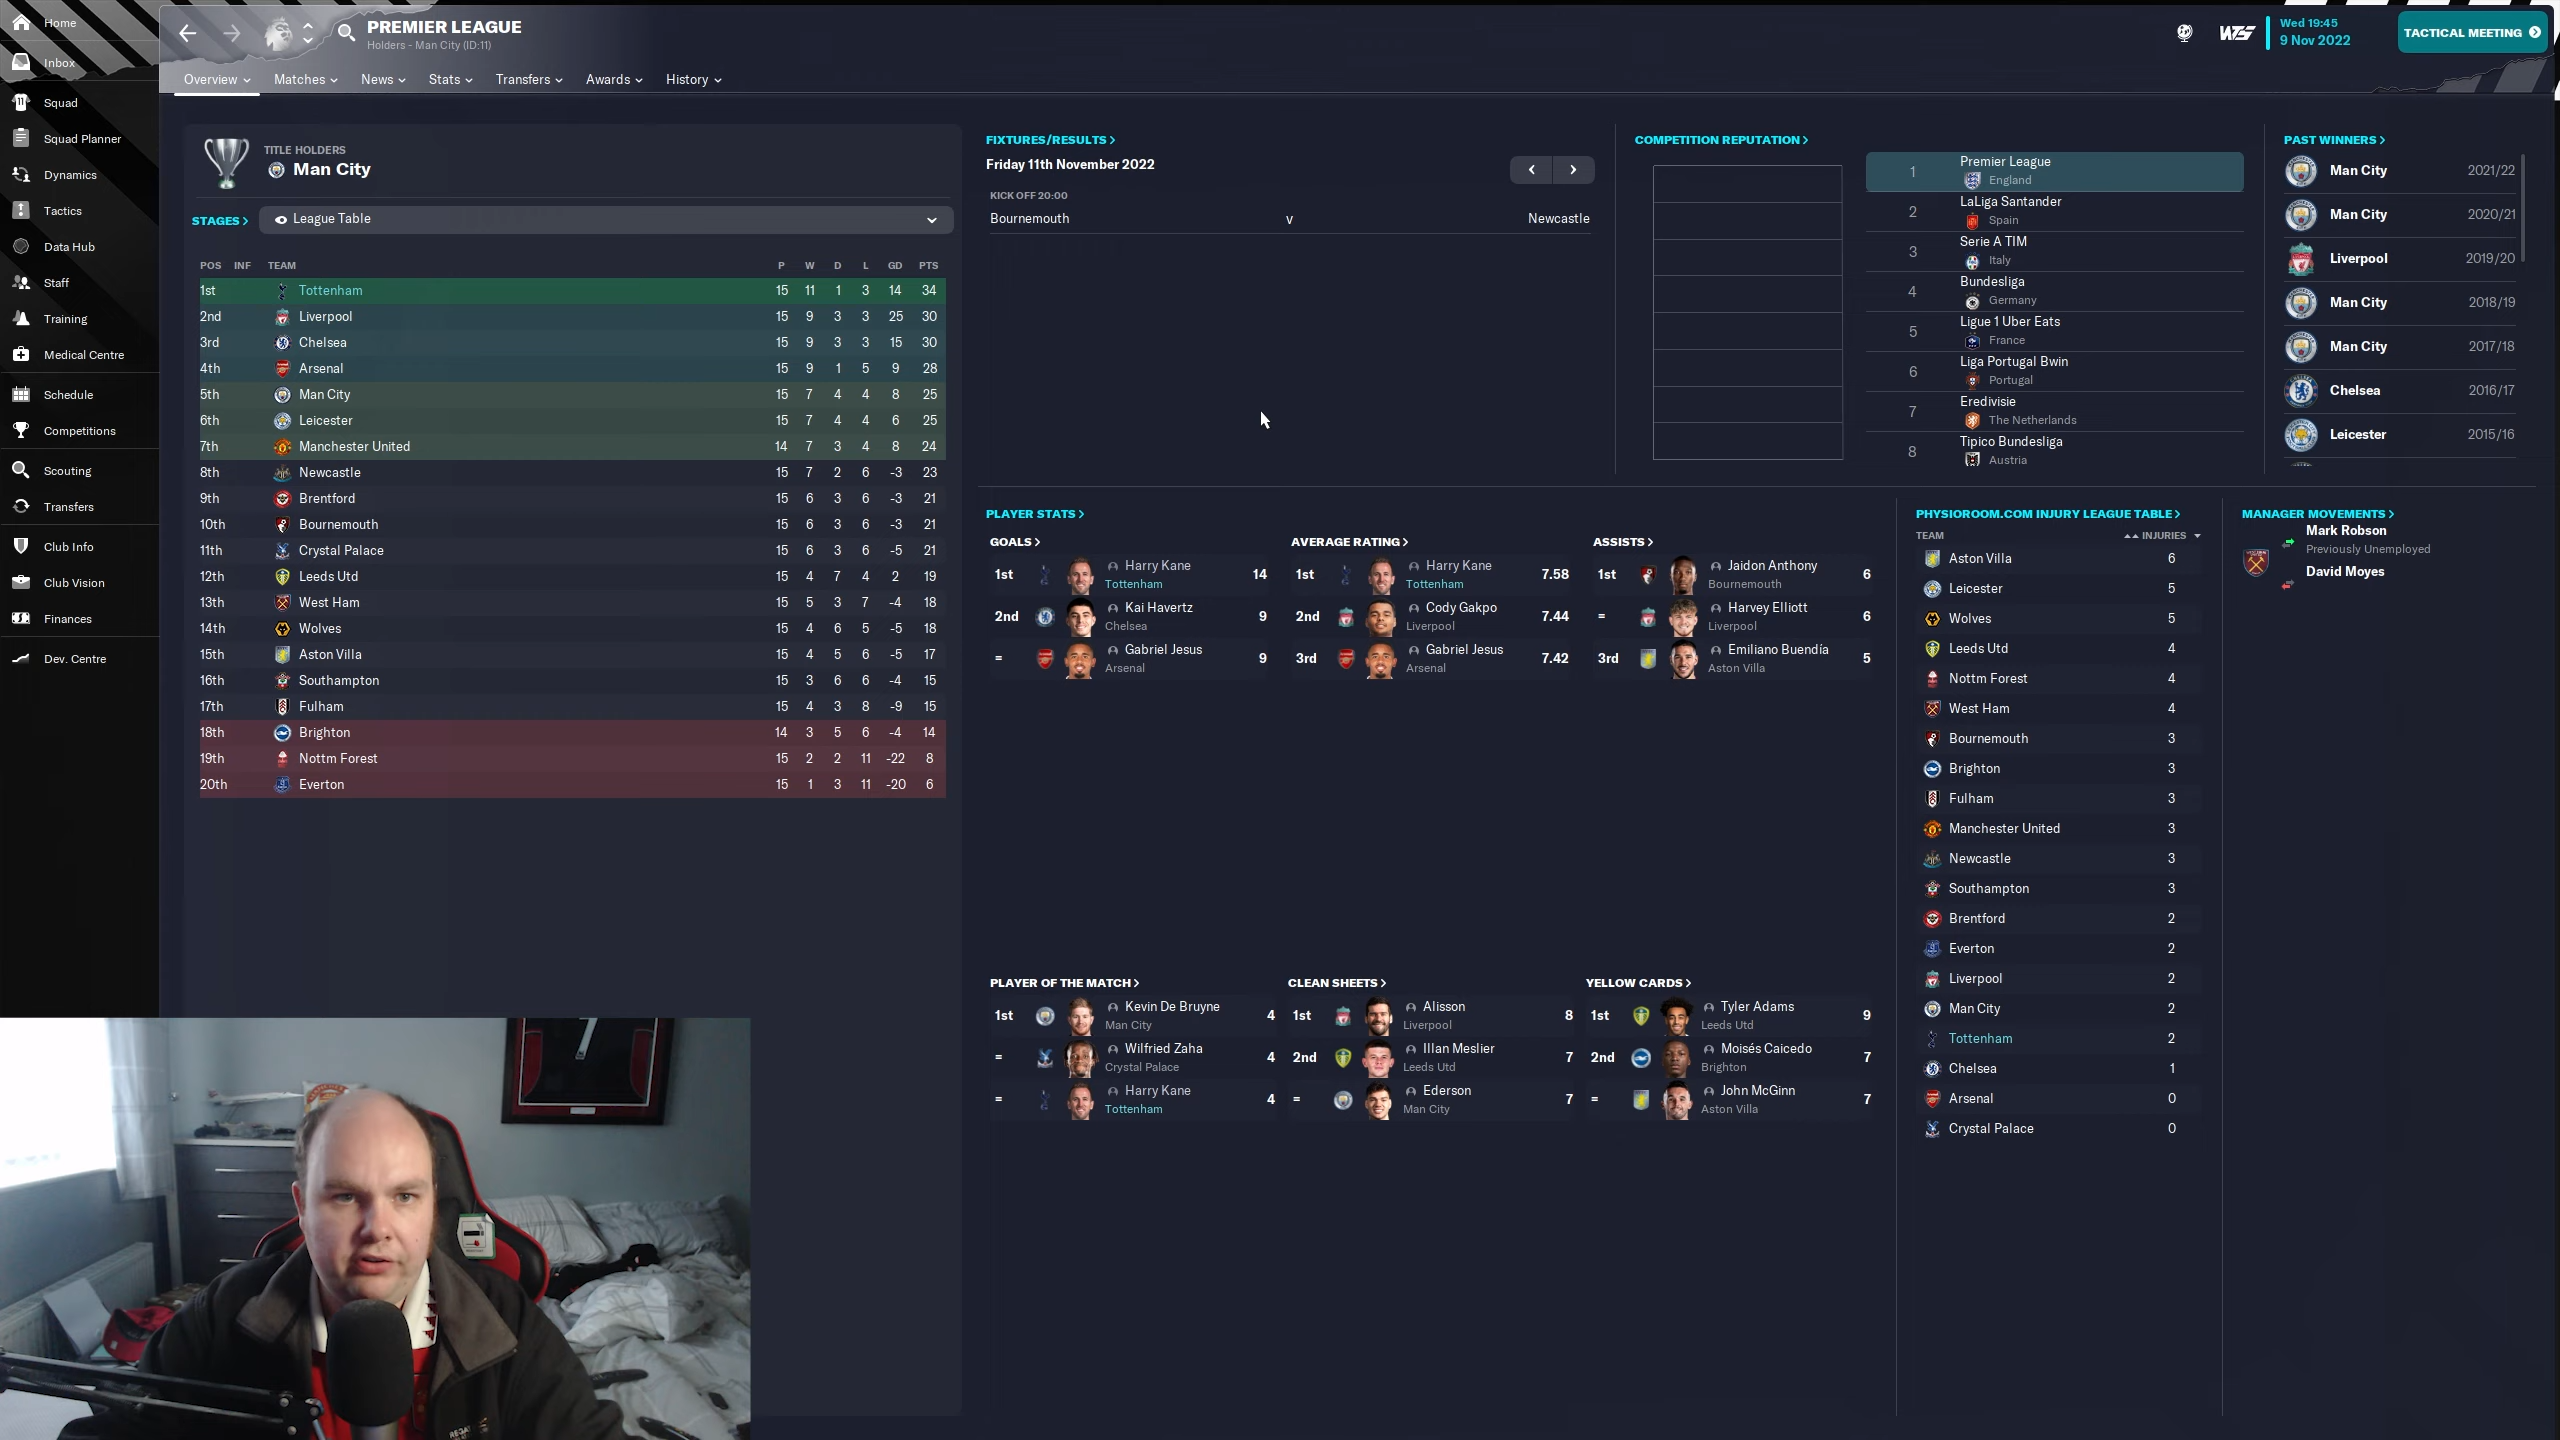 Home
Inbox
Squad
Squad Planner
Dynamics
Tactics
Data Hub
Staff
Training
Medical Centre
Schedule
Competitions
Scouting
Transfers
Club Info
Club Vision
Finances
Dev. Centre
PREMIER LEAGUE
Holders - Man City (ID:11)
Wed 19:45
9 Nov 2022
TACTICAL MEETING
Overview Matches News Stats Transfers Awards History
TITLE HOLDERS
Man City
STAGES> League Table
POS INF TEAM P W D L GD PTS
1st Tottenham 15 11 1 3 14 34
2nd Liverpool 15 9 3 3 25 30
3rd Chelsea 15 9 3 3 15 30
4th Arsenal 15 9 1 5 9 28
5th Man City 15 7 4 4 8 25
6th Leicester 15 7 4 4 6 25
7th Manchester United 14 7 3 4 8 24
8th Newcastle 15 7 2 6 -3 23
9th Brentford 15 6 3 6 -3 21
10th Bournemouth 15 6 3 6 -3 21
11th Crystal Palace 15 6 3 6 -5 21
12th Leeds Utd 15 4 7 4 2 19
13th West Ham 15 5 3 7 -4 18
14th Wolves 15 4 6 5 -5 18
15th Aston Villa 15 4 5 6 -5 17
16th Southampton 15 3 6 6 -4 15
17th Fulham 15 4 3 8 -9 15
18th Brighton 14 3 5 6 -4 14
19th Nottm Forest 15 2 2 11 -22 8
20th Everton 15 1 3 11 -20 6
FIXTURES/RESULTS>
Friday 11th November 2022
KICK OFF 20:00
Bournemouth v Newcastle
COMPETITION REPUTATION>
1 Premier League
England
2 LaLiga Santander
Spain
3 Serie A TIM
Italy
4 Bundesliga
Germany
5 Ligue 1 Uber Eats
France
6 Liga Portugal Bwin
Portugal
7 Eredivisie
The Netherlands
8 Tipico Bundesliga
Austria
PAST WINNERS>
Man City 2021/22
Man City 2020/21
Liverpool 2019/20
Man City 2018/19
Man City 2017/18
Chelsea 2016/17
Leicester 2015/16
PLAYER STATS>
GOALS>
1st Harry Kane 14
Tottenham
2nd Kai Havertz 9
Chelsea
= Gabriel Jesus 9
Arsenal
AVERAGE RATING>
1st Harry Kane 7.58
Tottenham
2nd Cody Gakpo 7.44
Liverpool
3rd Gabriel Jesus 7.42
Arsenal
ASSISTS>
1st Jaidon Anthony 6
Bournemouth
= Harvey Elliott 6
Liverpool
3rd Emiliano Buendía 5
Aston Villa
PLAYER OF THE MATCH>
1st Kevin De Bruyne 4
Man City
= Wilfried Zaha 4
Crystal Palace
= Harry Kane 4
Tottenham
CLEAN SHEETS>
1st Alisson 8
Liverpool
2nd Illan Meslier 7
Leeds Utd
= Ederson 7
Man City
YELLOW CARDS>
1st Tyler Adams 9
Leeds Utd
2nd Moisés Caicedo 7
Brighton
= John McGinn 7
Aston Villa
PHYSIOROOM.COM INJURY LEAGUE TABLE>
TEAM INJURIES
Aston Villa 6
Leicester 5
Wolves 5
Leeds Utd 4
Nottm Forest 4
West Ham 4
Bournemouth 3
Brighton 3
Fulham 3
Manchester United 3
Newcastle 3
Southampton 3
Brentford 2
Everton 2
Liverpool 2
Man City 2
Tottenham 2
Chelsea 1
Arsenal 0
Crystal Palace 0
MANAGER MOVEMENTS>
Mark Robson
Previously Unemployed
David Moyes
7